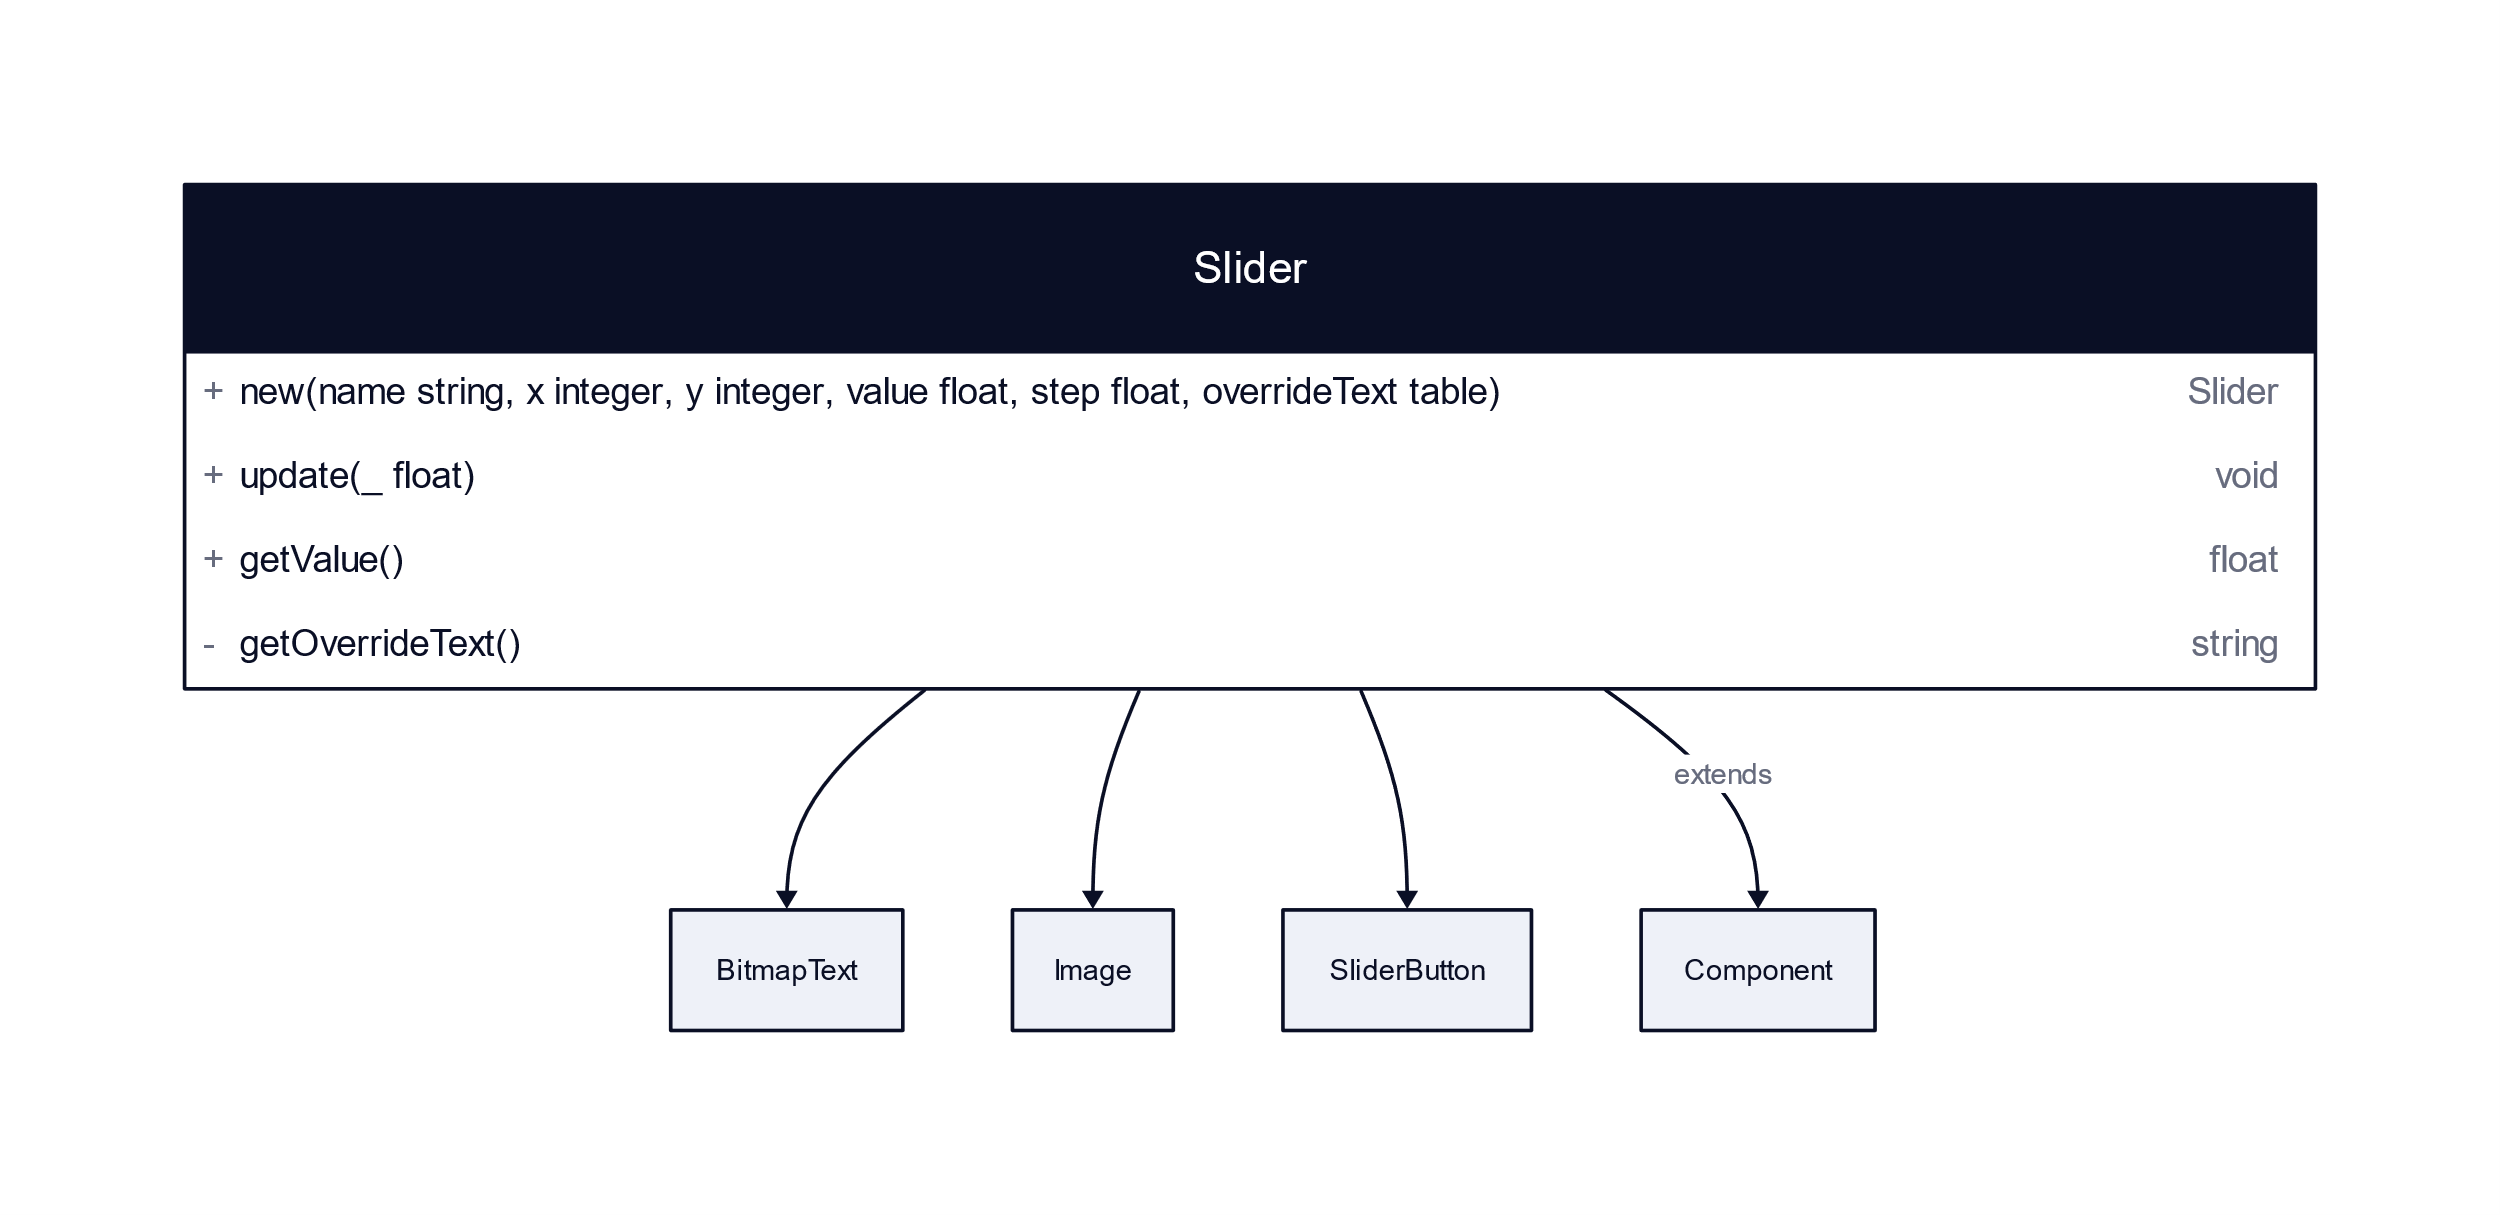 Slider
+ new(name string, x integer, y integer, value float, step float, overrideText table) Slider
+ update(_ float) void
+ getValue() float
- getOverrideText() string
extends
BitmapText Image SliderButton Component